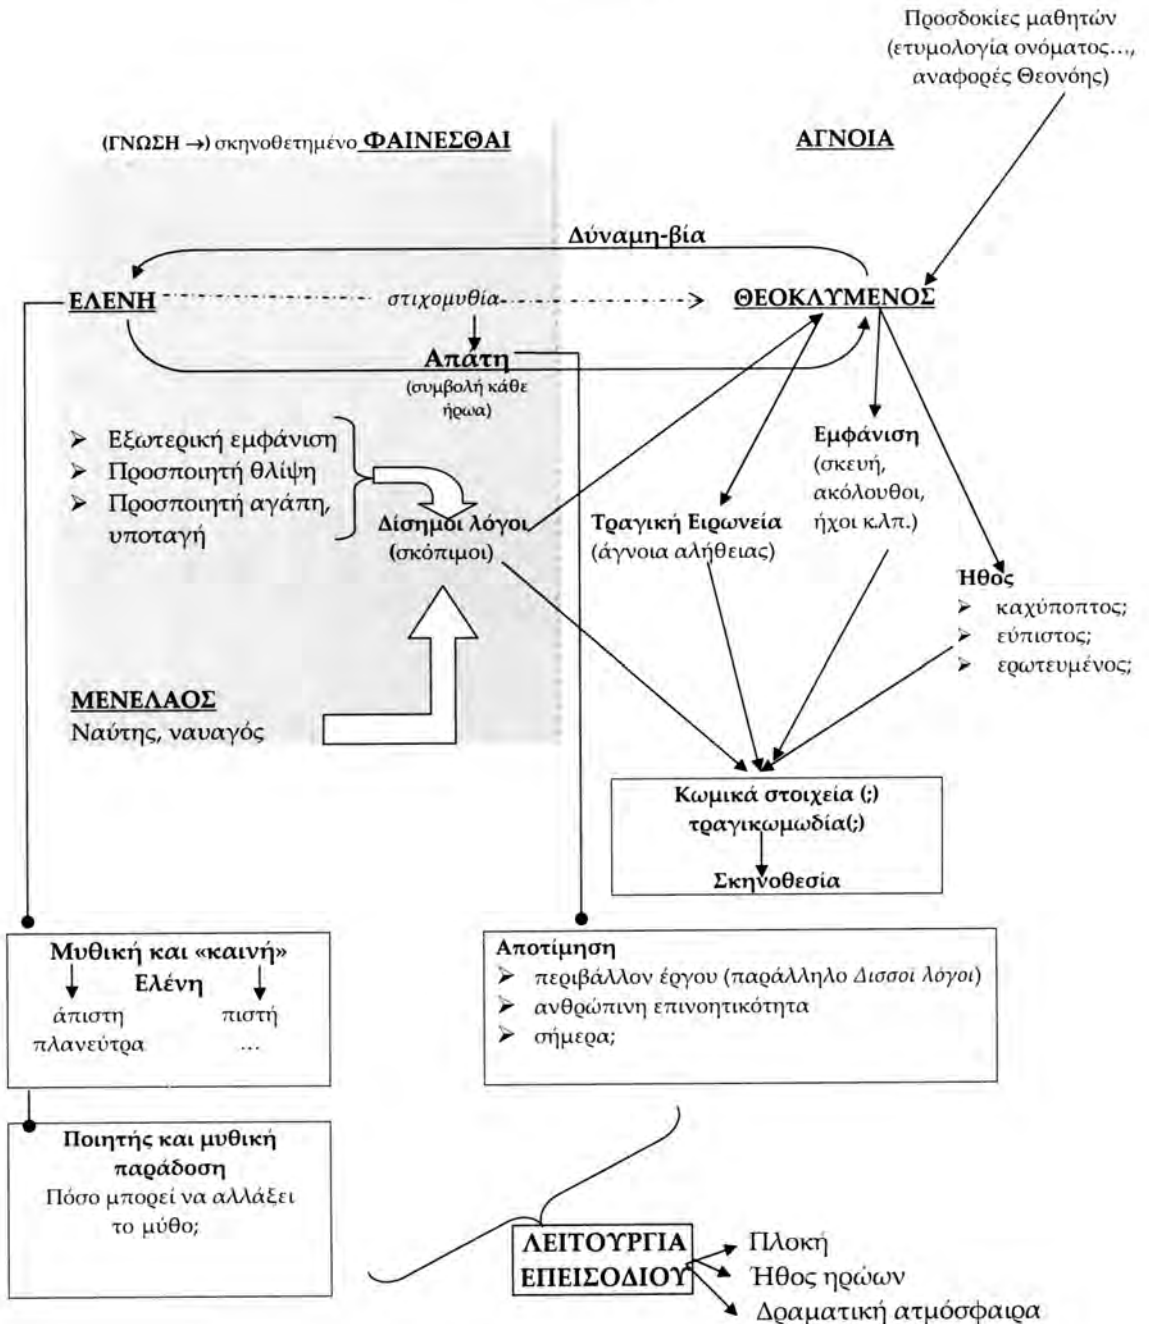 Προσδοκίες μαθητών
(ετυμολογία ονόματος…,
αναφορές Θεονόης)
(ΓΝΩΣΗ →) σκηνοθετημένο ΦΑΙΝΕΣΘΑΙ
ΑΓΝΟΙΑ
Δύναμη-βία
ΕΛΕΝΗ
στιχομυθία
ΘΕΟΚΛΥΜΕΝΟΣ
Απάτη
(συμβολή κάθε
ήρωα)
➢ Εξωτερική εμφάνιση
➢ Προσποιητή θλίψη
➢ Προσποιητή αγάπη,
υποταγή
Δίσημοι λόγοι
(σκόπιμοι)
Τραγική Ειρωνεία
(άγνοια αλήθειας)
Εμφάνιση
(σκευή,
ακόλουθοι,
ήχοι κ.λπ.)
Ήθος
➢ καχύποπτος;
➢ εύπιστος;
➢ ερωτευμένος;
ΜΕΝΕΛΑΟΣ
Ναύτης, ναυαγός
Κωμικά στοιχεία (;)
τραγικωμωδία(;)
Σκηνοθεσία
Μυθική και «καινή»
Ελένη
άπιστη πιστή
πλανεύτρα …
Αποτίμηση
➢ περιβάλλον έργου (παράλληλο Δισσοί λόγοι)
➢ ανθρώπινη επινοητικότητα
➢ σήμερα;
Ποιητής και μυθική
παράδοση
Πόσο μπορεί να αλλάξει
το μύθο;
ΛΕΙΤΟΥΡΓΙΑ
ΕΠΕΙΣΟΔΙΟΥ
Πλοκή
Ήθος ηρώων
Δραματική ατμόσφαιρα